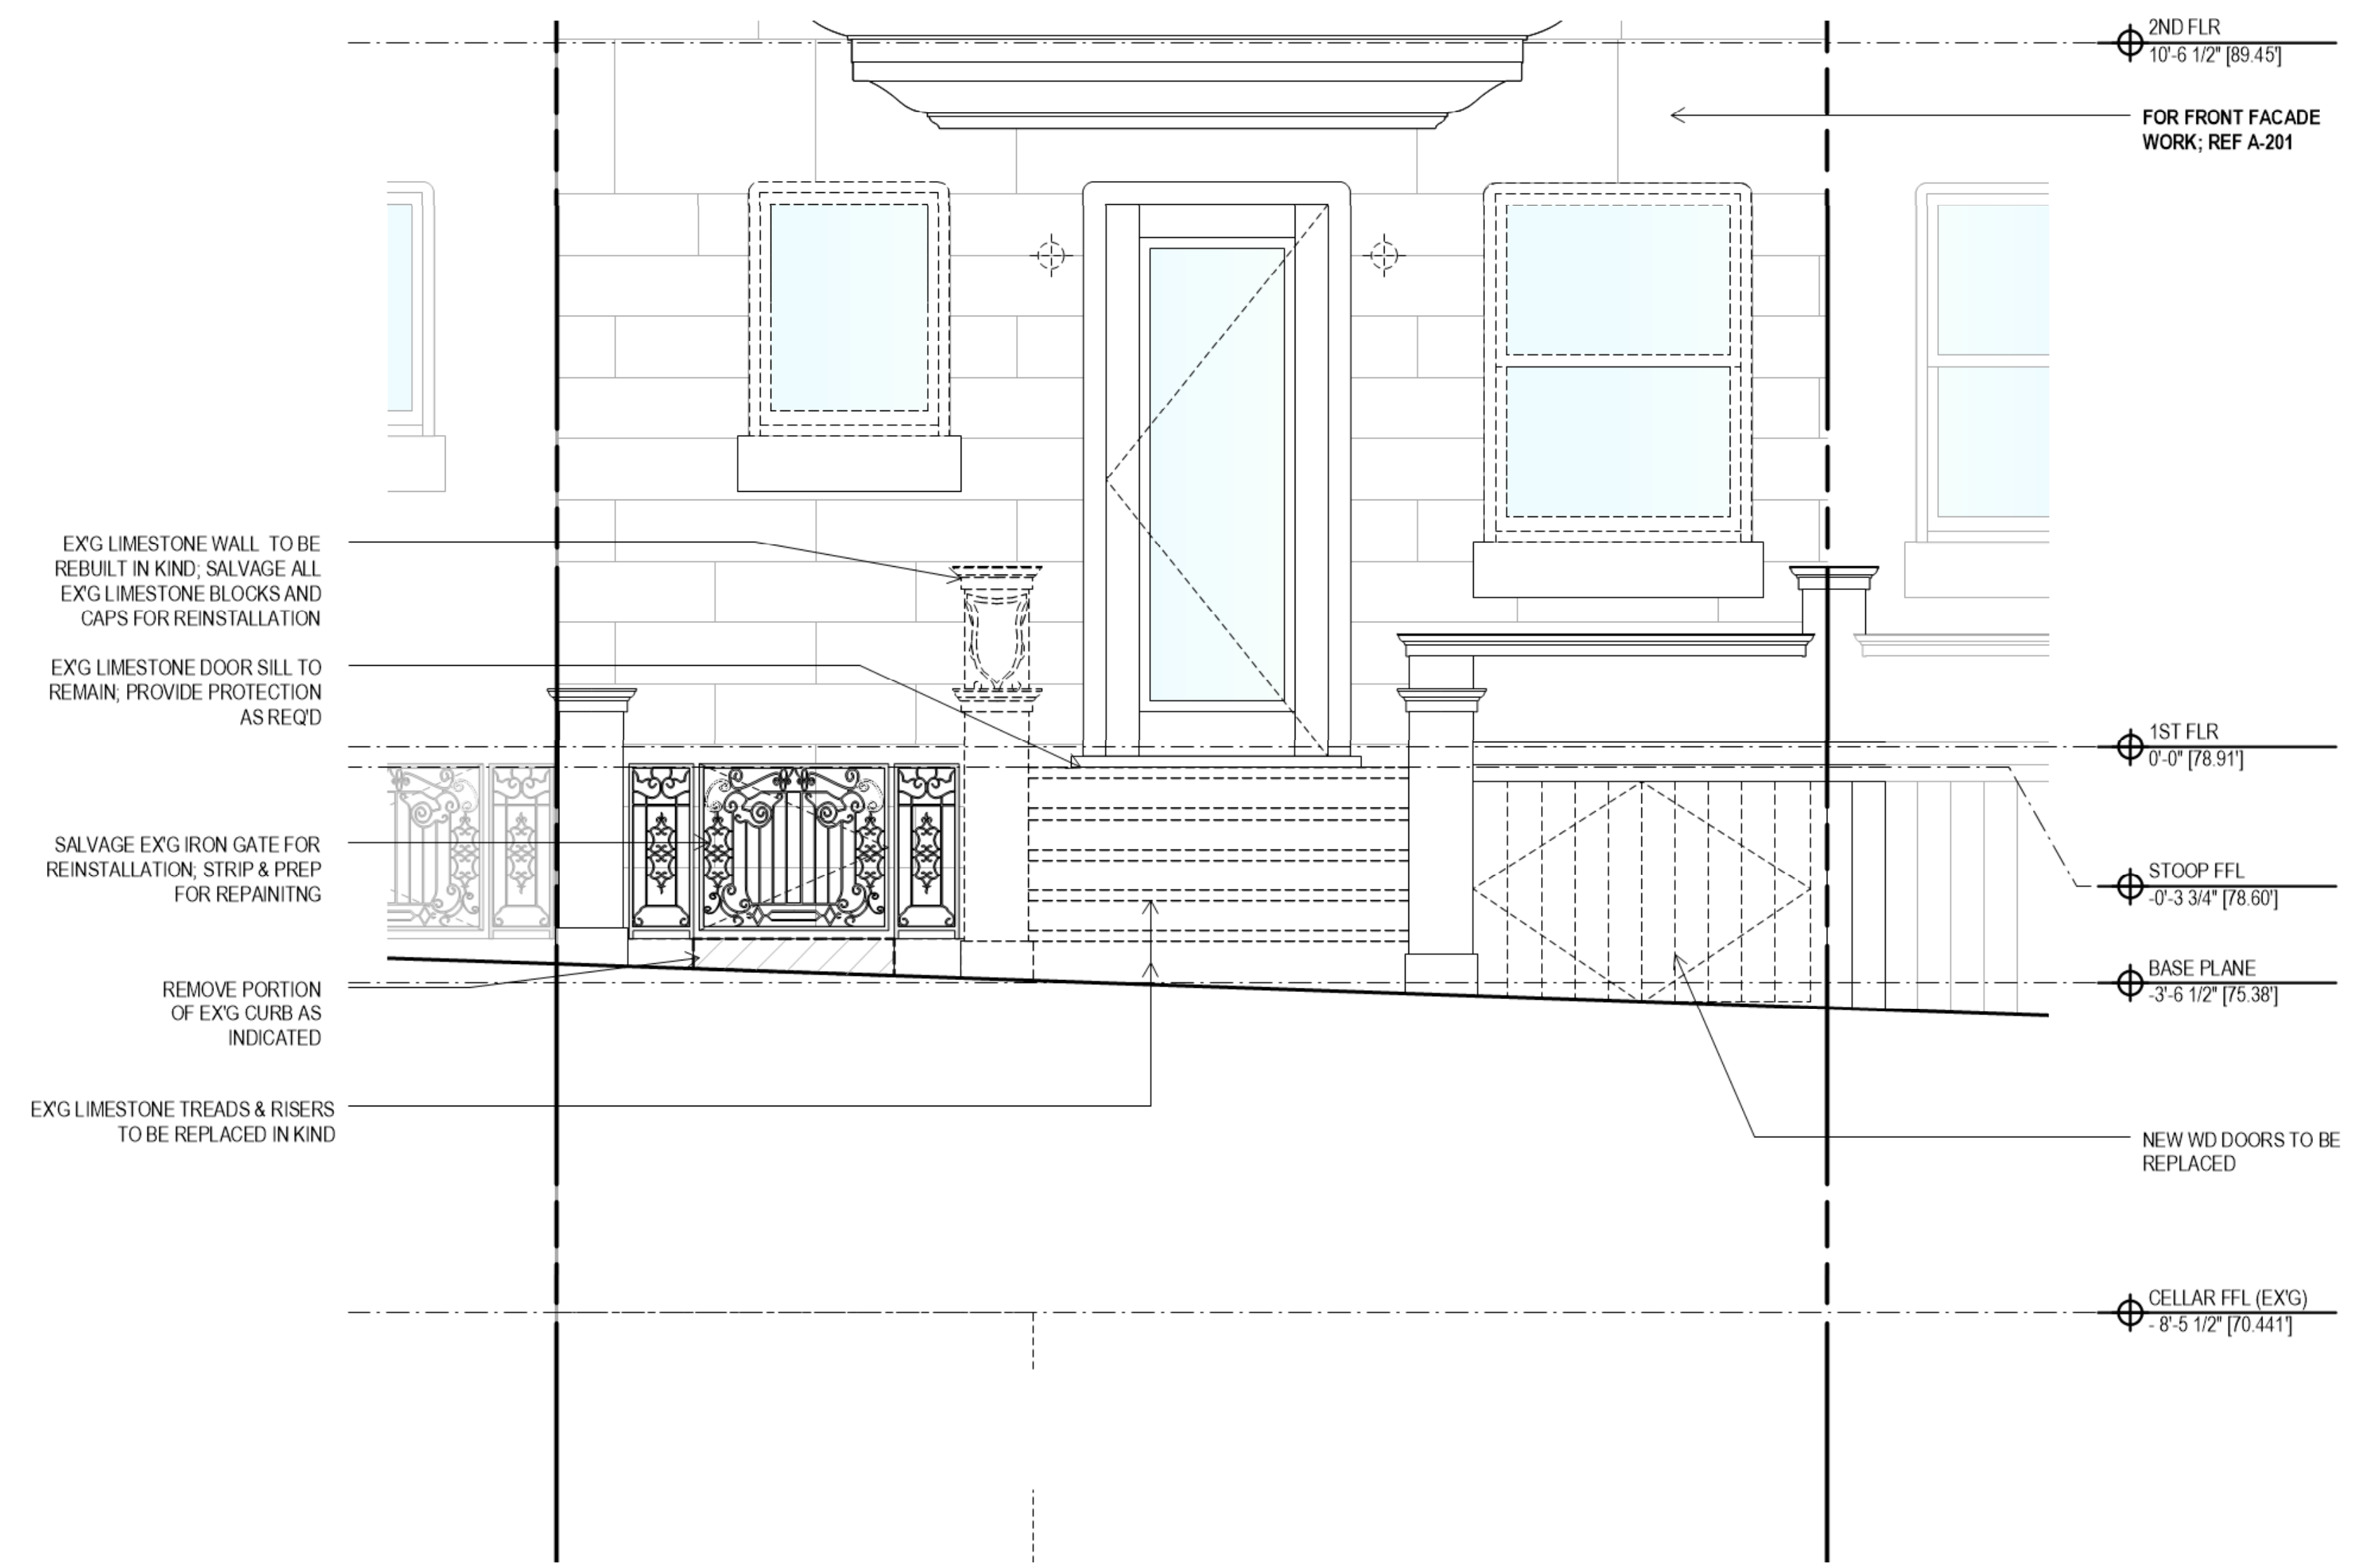 2ND FLR
10'-6 1/2" [89.45']
FOR FRONT FACADE
WORK; REF A-201
EX'G LIMESTONE WALL TO BE
REBUILT IN KIND; SALVAGE ALL
EX'G LIMESTONE BLOCKS AND
CAPS FOR REINSTALLATION
EX'G LIMESTONE DOOR SILL TO
REMAIN; PROVIDE PROTECTION
AS REQ'D
SALVAGE EX'G IRON GATE FOR
REINSTALLATION; STRIP & PREP
FOR REPAINITNG
REMOVE PORTION
OF EX'G CURB AS
INDICATED
EX'G LIMESTONE TREADS & RISERS
TO BE REPLACED IN KIND
1ST FLR
0'-0" [78.91']
STOOP FFL
-0'-3 3/4" [78.60']
BASE PLANE
-3'-6 1/2" [75.38']
NEW WD DOORS TO BE
REPLACED
CELLAR FFL (EX'G)
- 8'-5 1/2" [70.441']